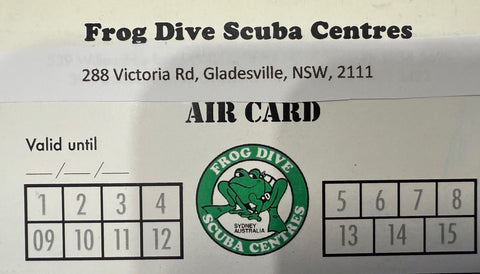 Frog Dive Scuba Centres
288 Victoria Rd, Gladesville, NSW, 2111
AIR CARD
Valid until
__/__/__
FROG DIVE
SYDNEY
AUSTRALIA
SCUBA CENTRES
1 2 3 4
09 10 11 12
5 6 7 8
13 14 15